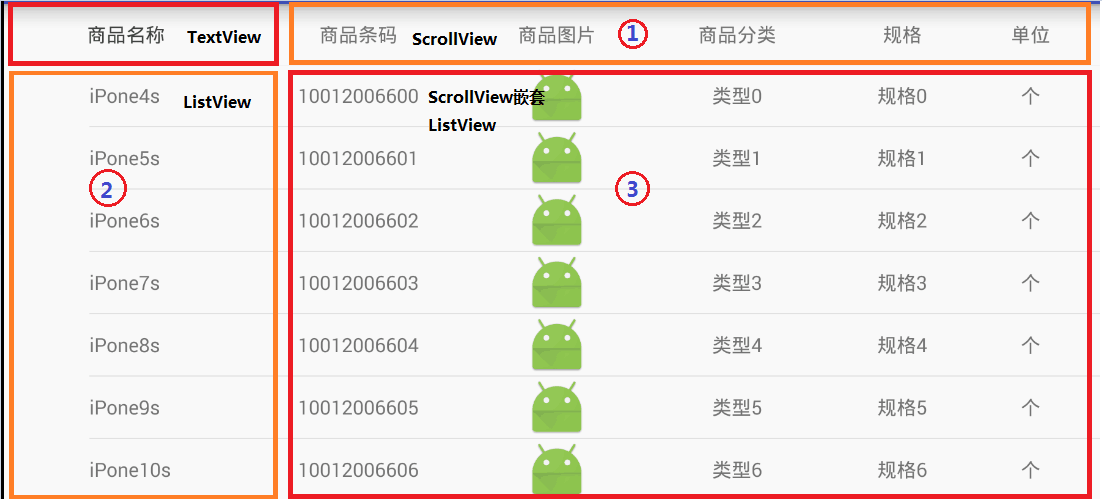 商品名称 TextView 商品条码 ScrollView 商品图片 ① 商品分类 规格 单位
iPone4s ListView 10012006600 ScrollView嵌套 类型0 规格0 个
ListView
iPone5s 10012006601 类型1 规格1 个
② ③
iPone6s 10012006602 类型2 规格2 个
iPone7s 10012006603 类型3 规格3 个
iPone8s 10012006604 类型4 规格4 个
iPone9s 10012006605 类型5 规格5 个
iPone10s 10012006606 类型6 规格6 个